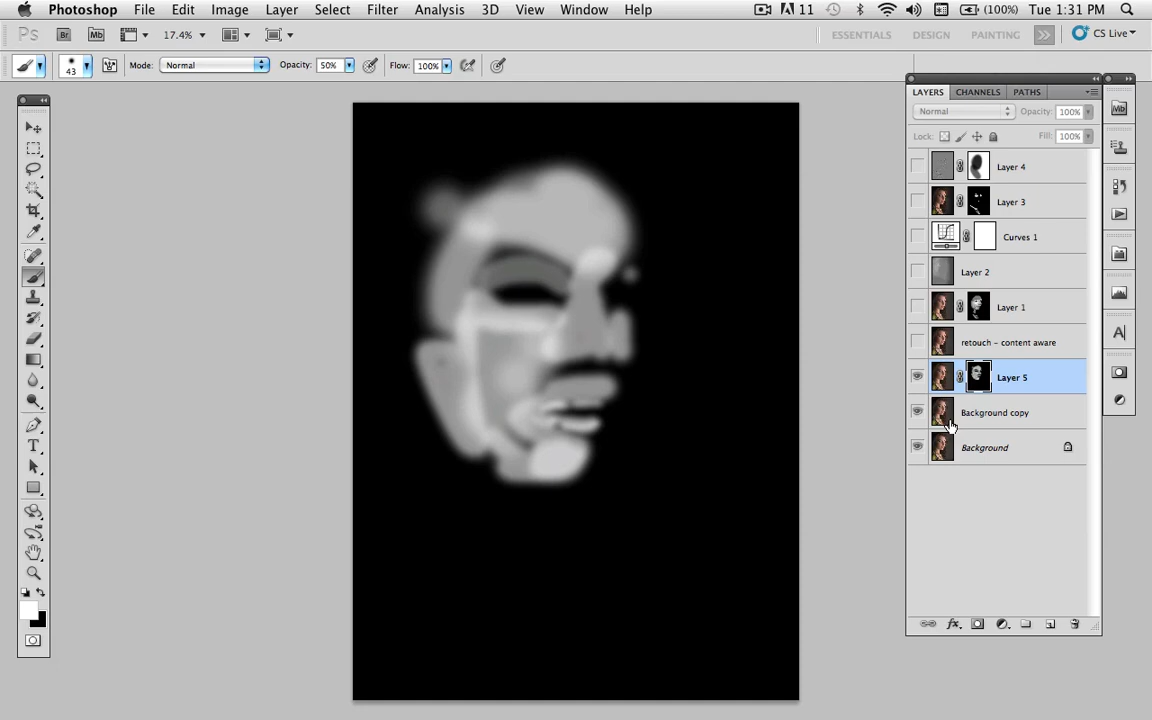 Photoshop File Edit Image Layer Select Filter Analysis 3D View Window Help 11 (100%) Tue 1:31 PM
Ps Br Mb 17.4% ESSENTIALS DESIGN PAINTING CS Live
43 Mode: Normal Opacity: 50% Flow: 100%
LAYERS CHANNELS PATHS
Normal Opacity: 100%
Lock: Fill: 100%
Mb
Layer 4
Layer 3
Curves 1
Layer 2
Layer 1
A
retouch - content aware
Layer 5
Background copy
Background
T
fx